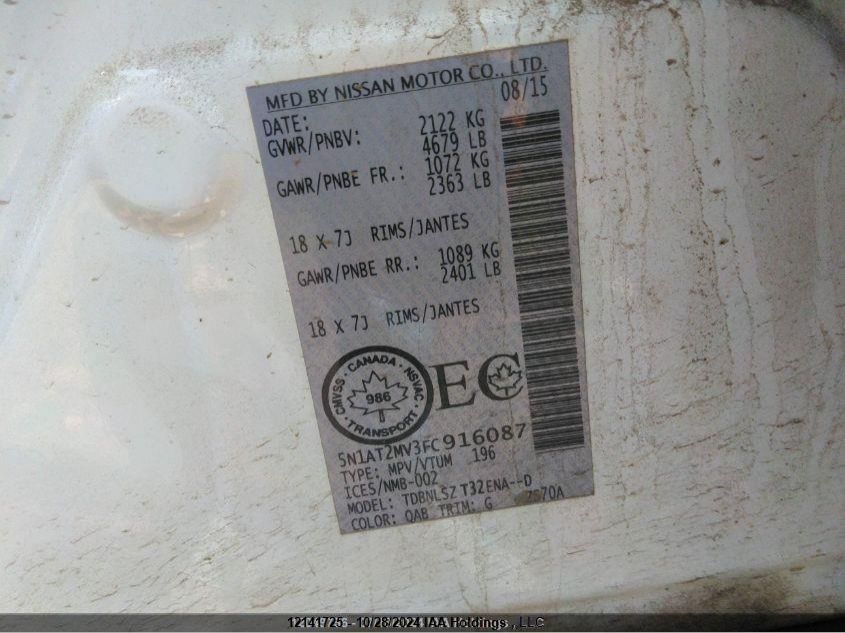 MFD BY NISSAN MOTOR CO., LTD.
DATE: 08/15
GVWR/PNBV: 2122 KG
4679 LB
GAWR/PNBE FR.: 1072 KG
2363 LB
18 X 7J RIMS/JANTES
GAWR/PNBE RR.: 1089 KG
2401 LB
18 X 7J RIMS/JANTES
CMVSS · CANADA · NSVAC · TRANSPORT ·
986
EC
5N1AT2MV3FC916087
TYPE: MPV/VTUM 196
ICES/NMB-002
MODEL: TDBNLSZ T32ENA--D
COLOR: QAB TRIM: G
12141725 - 10/28/2024 IAA Holdings , LLC